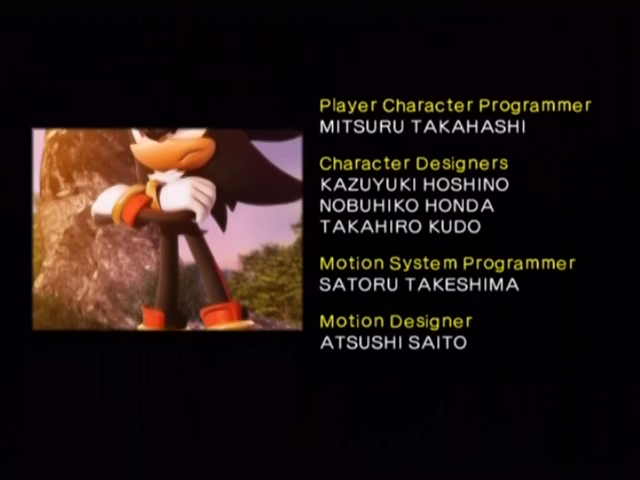 Player Character Programmer
MITSURU TAKAHASHI
Character Designers
KAZUYUKI HOSHINO
NOBUHIKO HONDA
TAKAHIRO KUDO
Motion System Programmer
SATORU TAKESHIMA
Motion Designer
ATSUSHI SAITO